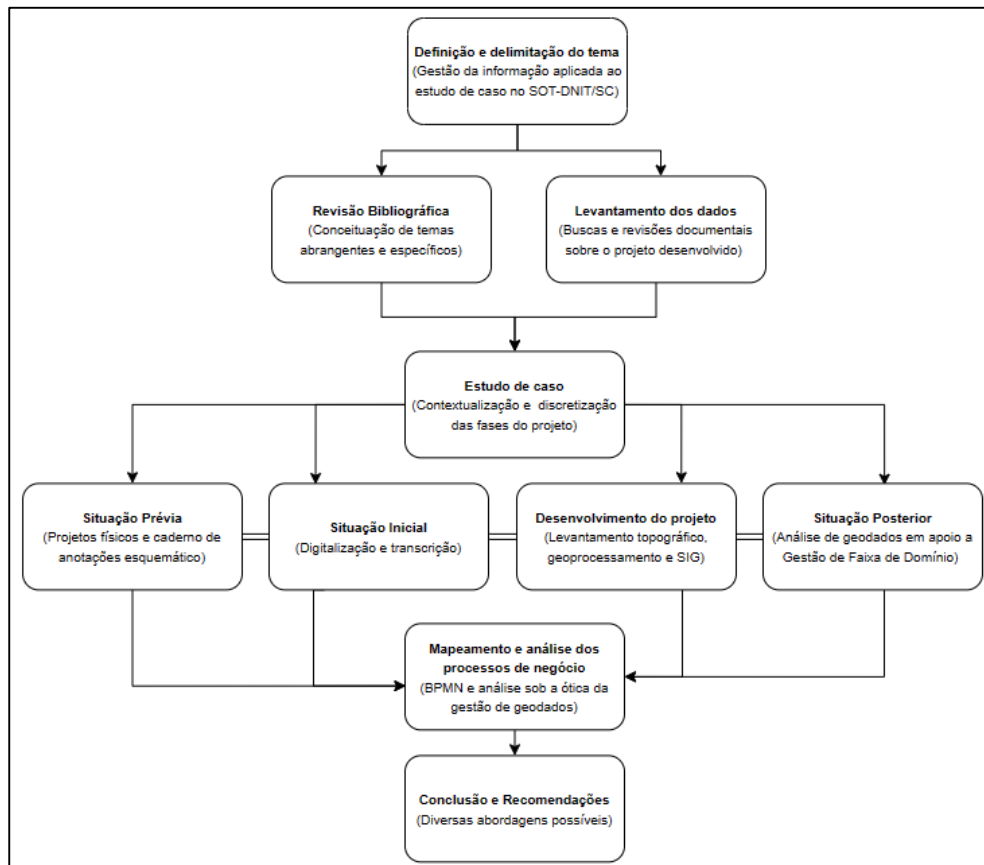 Definição e delimitação do tema
(Gestão da informação aplicada ao
estudo de caso no SOT-DNIT/SC)
Revisão Bibliográfica
(Conceituação de temas
abrangentes e específicos)
Levantamento dos dados
(Buscas e revisões documentais
sobre o projeto desenvolvido)
Estudo de caso
(Contextualização e discretização
das fases do projeto)
Situação Prévia
(Projetos físicos e caderno de
anotações esquemático)
Situação Inicial
(Digitalização e transcrição)
Desenvolvimento do projeto
(Levantamento topográfico,
geoprocessamento e SIG)
Situação Posterior
(Análise de geodados em apoio a
Gestão de Faixa de Domínio)
Mapeamento e análise dos
processos de negócio
(BPMN e análise sob a ótica da
gestão de geodados)
Conclusão e Recomendações
(Diversas abordagens possíveis)